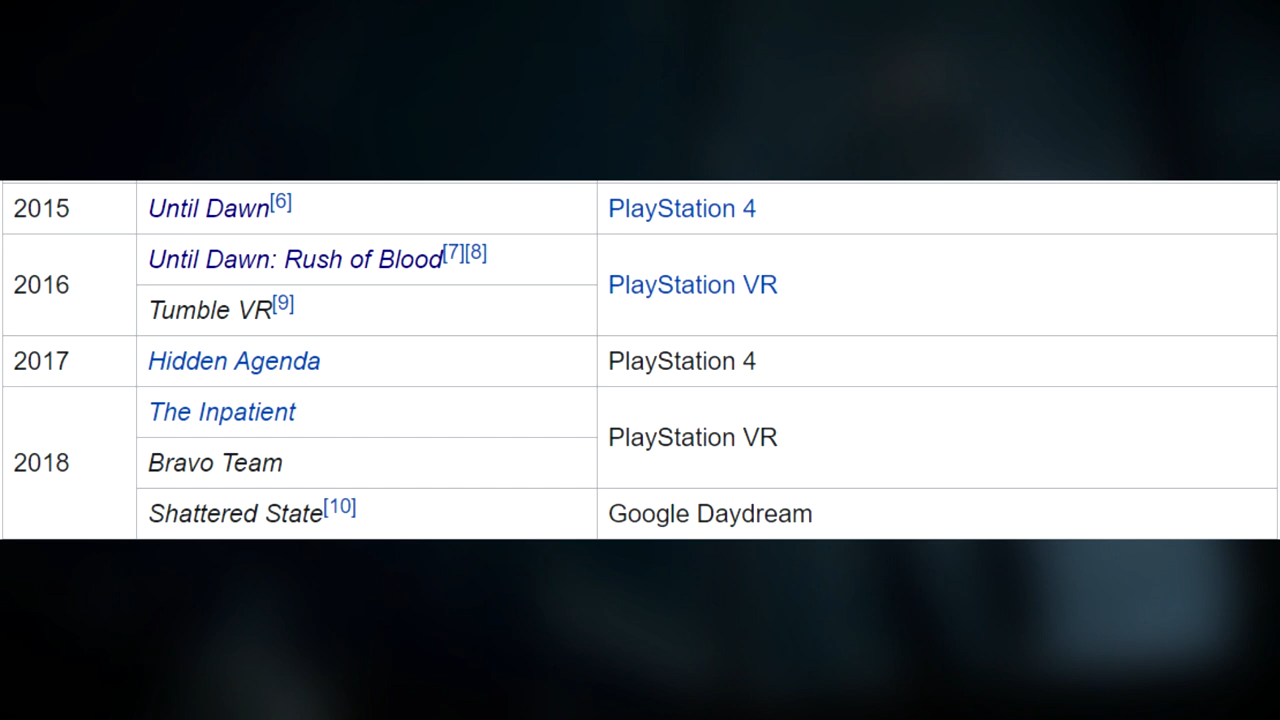 2015 Until Dawn[6] PlayStation 4
2016 Until Dawn: Rush of Blood[7][8] PlayStation VR
Tumble VR[9]
2017 Hidden Agenda PlayStation 4
2018 The Inpatient PlayStation VR
Bravo Team
Shattered State[10] Google Daydream